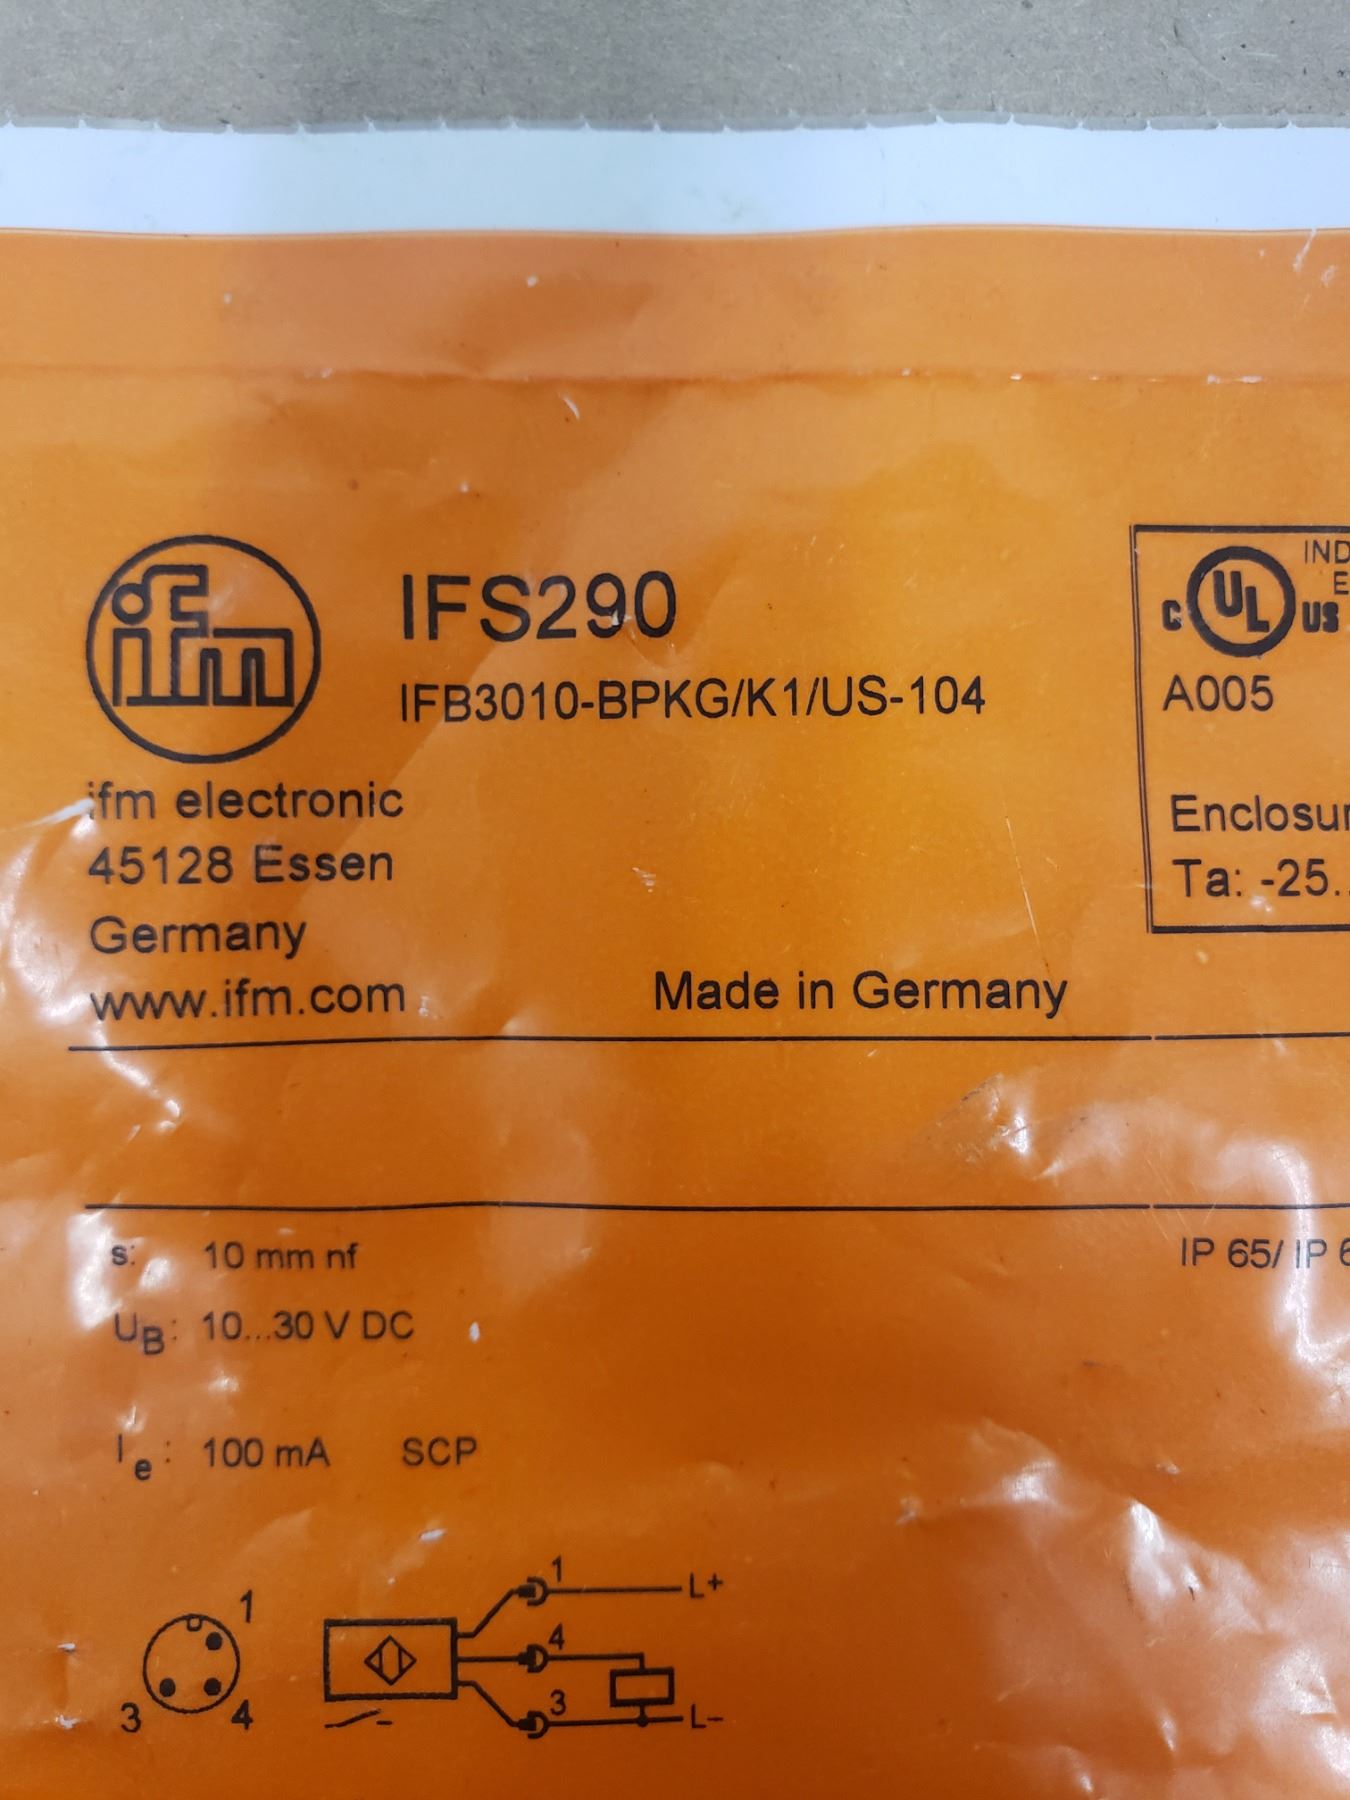 ifm
IFS290
IFB3010-BPKG/K1/US-104
ifm electronic
45128 Essen
Germany
www.ifm.com
Made in Germany
C UL US
A005
Ta: -25..
s: 10 mm nf
IP 65/ IP
UB: 10...30 V DC
Ie: 100 mA SCP
1
3 4
1 L+
4
3 L-